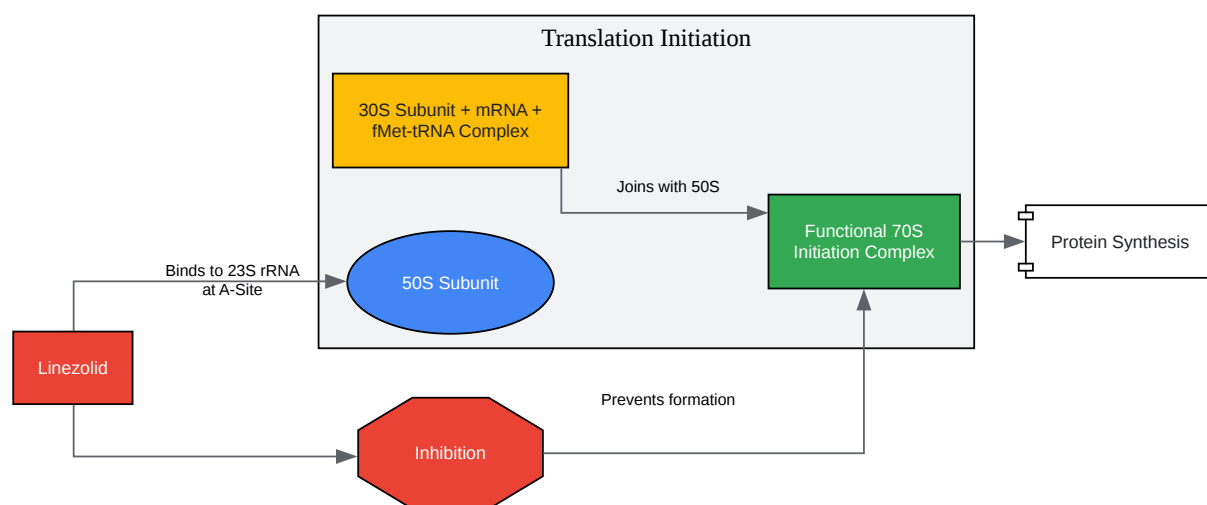 Translation Initiation
30S Subunit + mRNA +
fMet-tRNA Complex
Joins with 50S
Functional 70S
Initiation Complex
Protein Synthesis
Binds to 23S rRNA
at A-Site
50S Subunit
Linezolid
Prevents formation
Inhibition